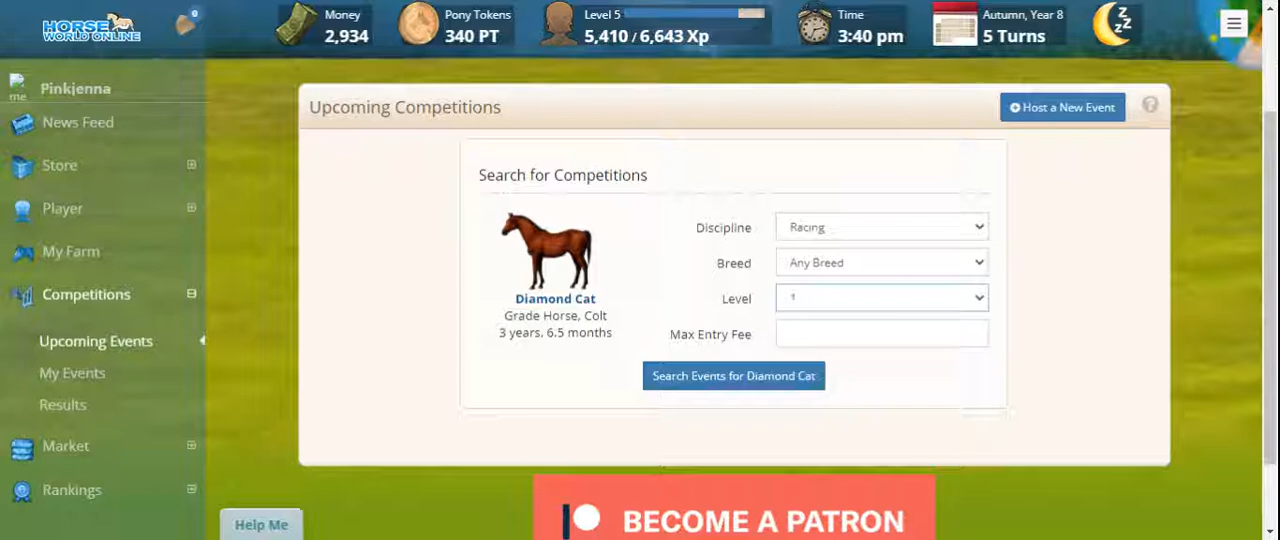 HORSE
WORLD ONLINE
0
Money
2,934
Pony Tokens
340 PT
Level 5
5,410 / 6,643 Xp
Time
3:40 pm
Autumn, Year 8
5 Turns
Z Z Z
me
Pinkjenna
News Feed
Store
Player
My Farm
Competitions
Upcoming Events
My Events
Results
Market
Rankings
Upcoming Competitions
Host a New Event
?
Search for Competitions
Diamond Cat
Grade Horse, Colt
3 years, 6.5 months
Discipline
Racing
Breed
Any Breed
Level
1
Max Entry Fee
Search Events for Diamond Cat
Help Me
BECOME A PATRON